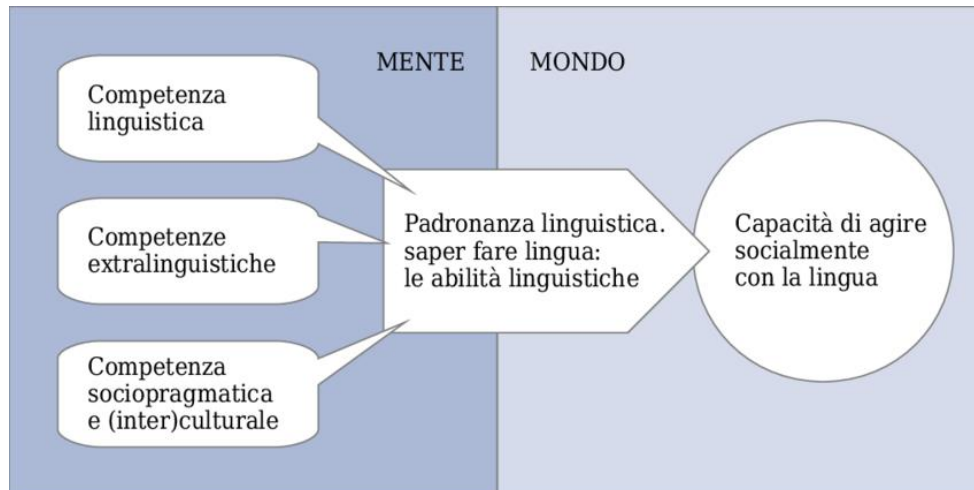 MENTE
MONDO
Competenza
linguistica
Competenze
extralinguistiche
Competenza
sociopragmatica
e (inter)culturale
Padronanza linguistica.
saper fare lingua:
le abilità linguistiche
Capacità di agire
socialmente
con la lingua